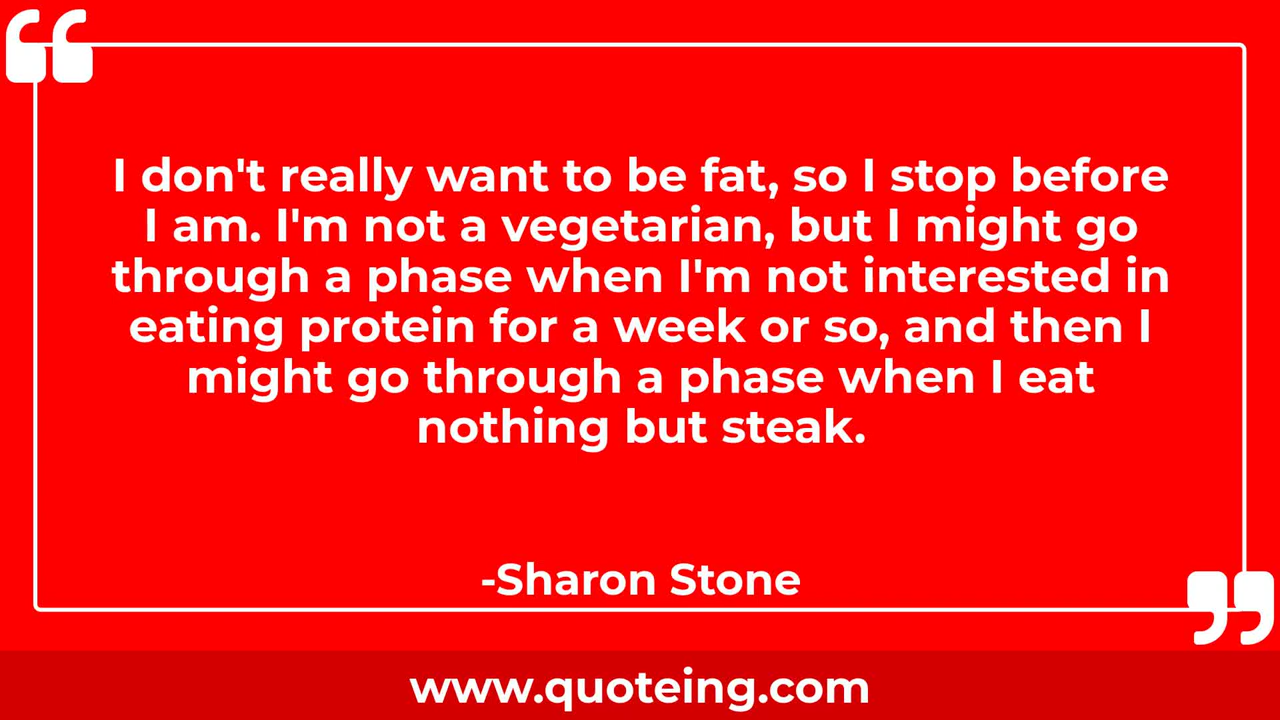 I don't really want to be fat, so I stop before
I am. I'm not a vegetarian, but I might go
through a phase when I'm not interested in
eating protein for a week or so, and then I
might go through a phase when I eat
nothing but steak.
-Sharon Stone
www.quoteing.com